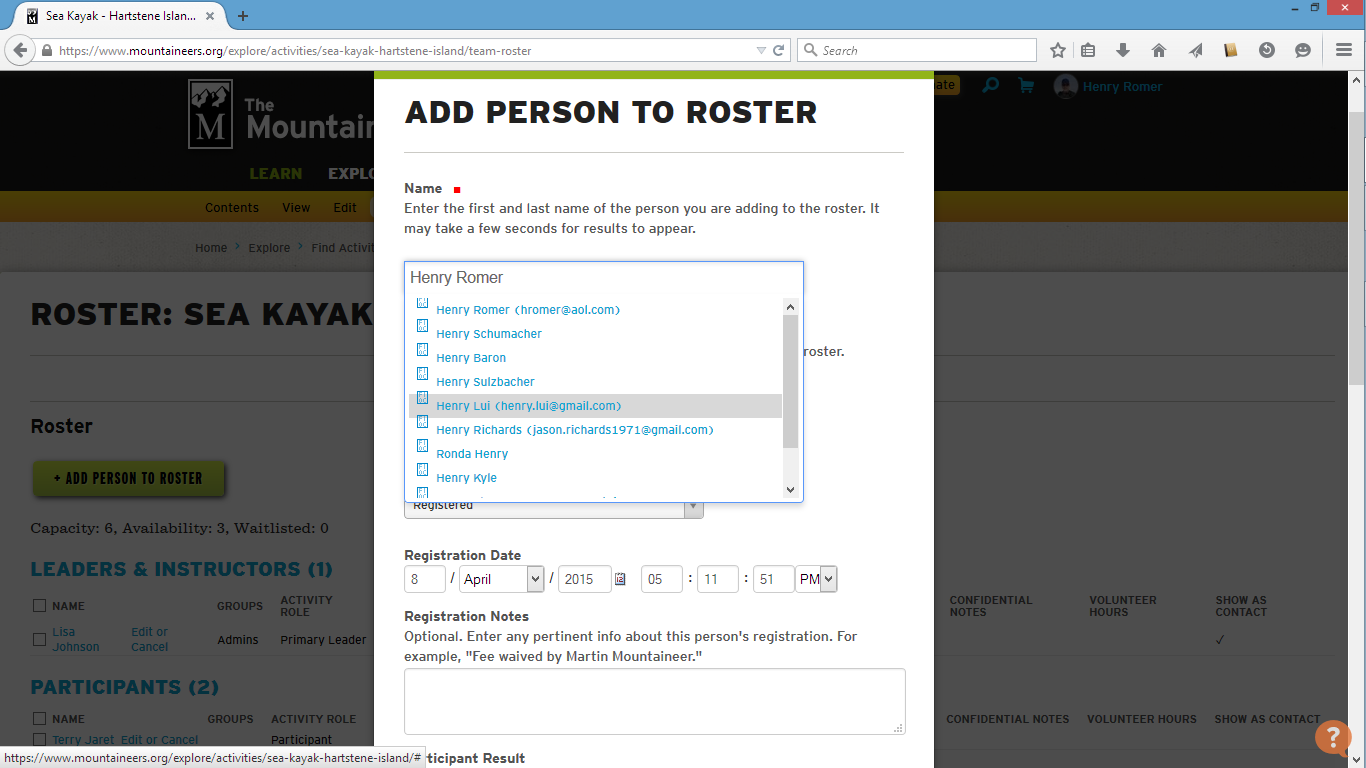 Sea Kayak - Hartstene Islan...
https://www.mountaineers.org/explore/activities/sea-kayak-hartstene-island/team-roster
Search
ADD PERSON TO ROSTER
ate
Henry Romer
The
Mountain
M
LEARN
EXPLO
Contents View Edit
Home > Explore > Find Activit
Name
Enter the first and last name of the person you are adding to the roster. It
may take a few seconds for results to appear.
Henry Romer
Henry Romer (hromer@aol.com)
Henry Schumacher
Henry Baron
Henry Sulzbacher
Henry Lui (henry.lui@gmail.com)
Henry Richards (jason.richards1971@gmail.com)
Ronda Henry
Henry Kyle
roster.
Registered
ROSTER: SEA KAYAK
Roster
+ ADD PERSON TO ROSTER
Capacity: 6, Availability: 3, Waitlisted: 0
Registration Date
8 / April / 2015 05 : 11 : 51 PM
Registration Notes
Optional. Enter any pertinent info about this person's registration. For
example, "Fee waived by Martin Mountaineer."
LEADERS & INSTRUCTORS (1)
NAME GROUPS ACTIVITY ROLE CONFIDENTIAL NOTES VOLUNTEER HOURS SHOW AS CONTACT
Lisa Johnson Edit or Cancel Admins Primary Leader ✓
PARTICIPANTS (2)
NAME GROUPS ACTIVITY ROLE CONFIDENTIAL NOTES VOLUNTEER HOURS SHOW AS CONTACT
Terry Jaret Edit or Cancel Participant
?
https://www.mountaineers.org/explore/activities/sea-kayak-hartstene-island/#
ticipant Result